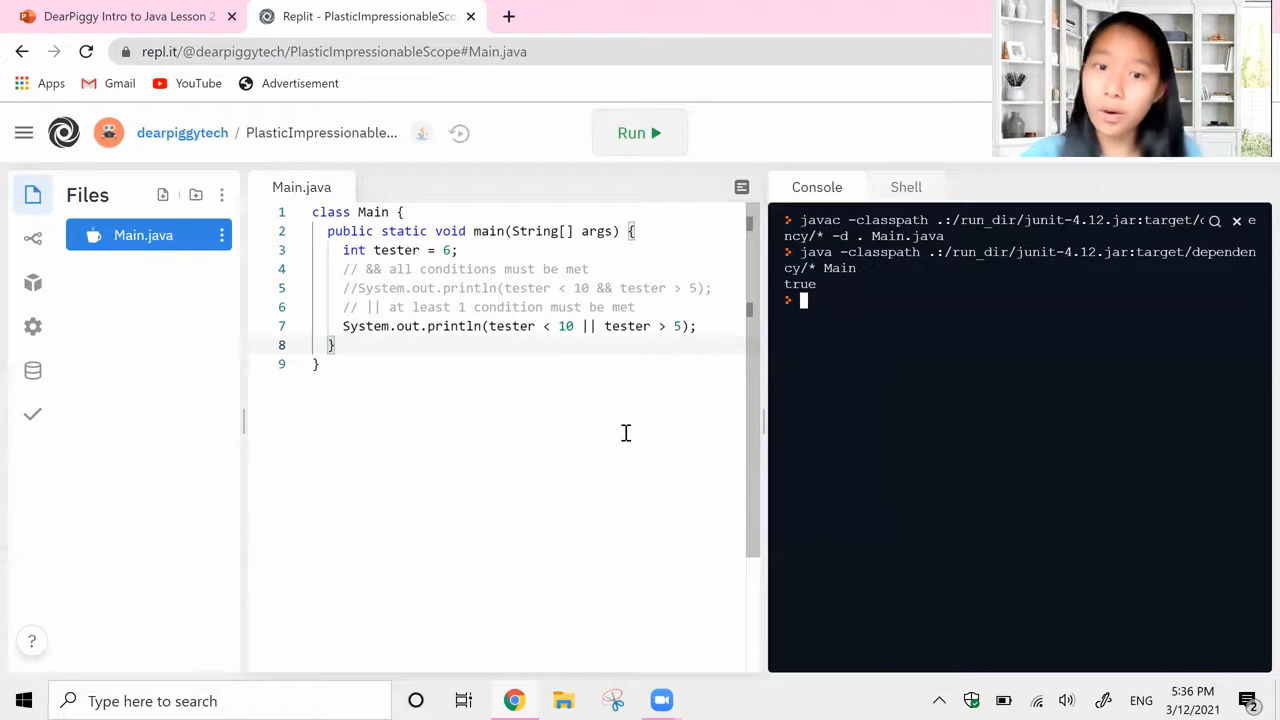 DearPiggy Intro to Java Lesson 2
Replit - PlasticImpressionableSco
repl.it/@dearpiggytech/PlasticImpressionableScope#Main.java
Apps Gmail YouTube Advertisement
dearpiggytech / PlasticImpressionable...
Run
Files
Main.java
Main.java
1 class Main {
2 public static void main(String[] args) {
3 int tester = 6;
4 // && all conditions must be met
5 //System.out.println(tester < 10 && tester > 5);
6 // || at least 1 condition must be met
7 System.out.println(tester < 10 || tester > 5);
8 }
9 }
Console Shell
javac -classpath .:/run_dir/junit-4.12.jar:target/ e
ncy/* -d . Main.java
java -classpath .:/run_dir/junit-4.12.jar:target/dependen
cy/* Main
true
?
Type here to search
ENG
5:36 PM
3/12/2021
2